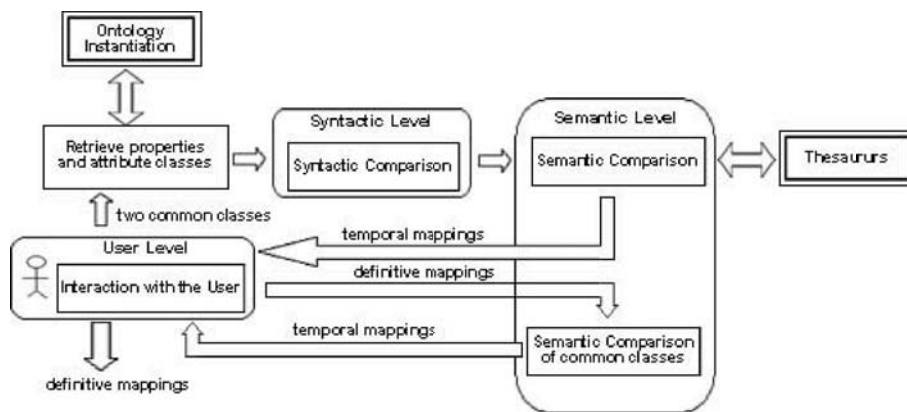 Ontology
Instantiation
Retrieve properties
and attribute classes
Syntactic Level
Syntactic Comparison
Semantic Level
Semantic Comparison
Thesaururs
two common classes
temporal mappings
User Level
definitive mappings
Interaction with the User
temporal mappings
Semantic Comparison
of common classes
definitive mappings